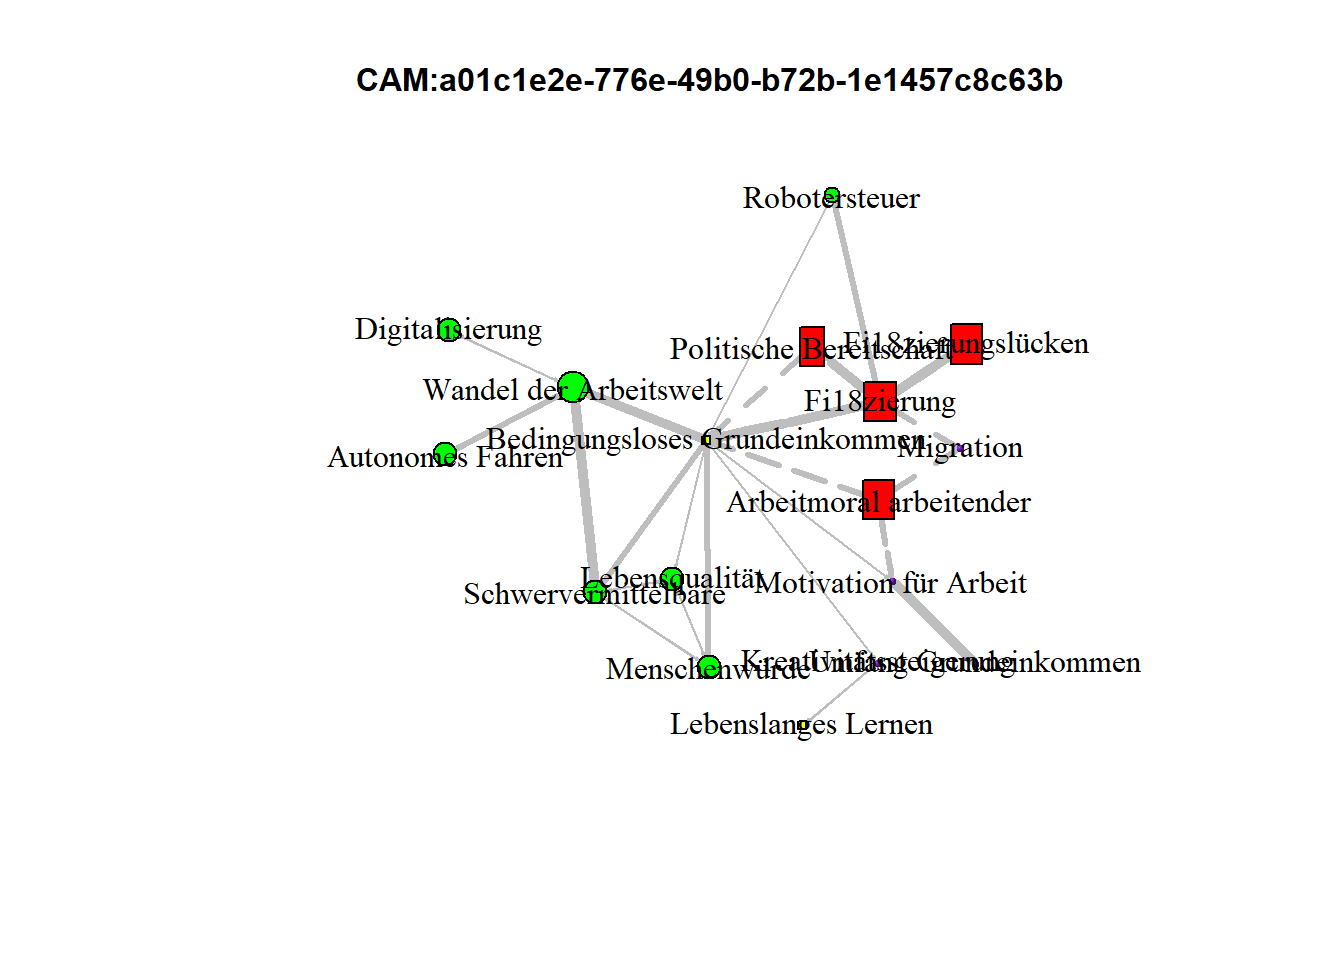 CAM:a01c1e2e-776e-49b0-b72b-1e1457c8c63b
Robotersteuer
Digitalisierung
Politische Bereitschaft
Fi18zierungslücken
Wandel der Arbeitswelt
Fi18zierung
Bedingungsloses Grundeinkommen
Migration
Autonomes Fahren
Arbeitmoral arbeitender
Lebensqualität
Motivation für Arbeit
Schwervermittelbare
Kreativitätssteigerung
Umfang Grundeinkommen
Menschenwürde
Lebenslanges Lernen